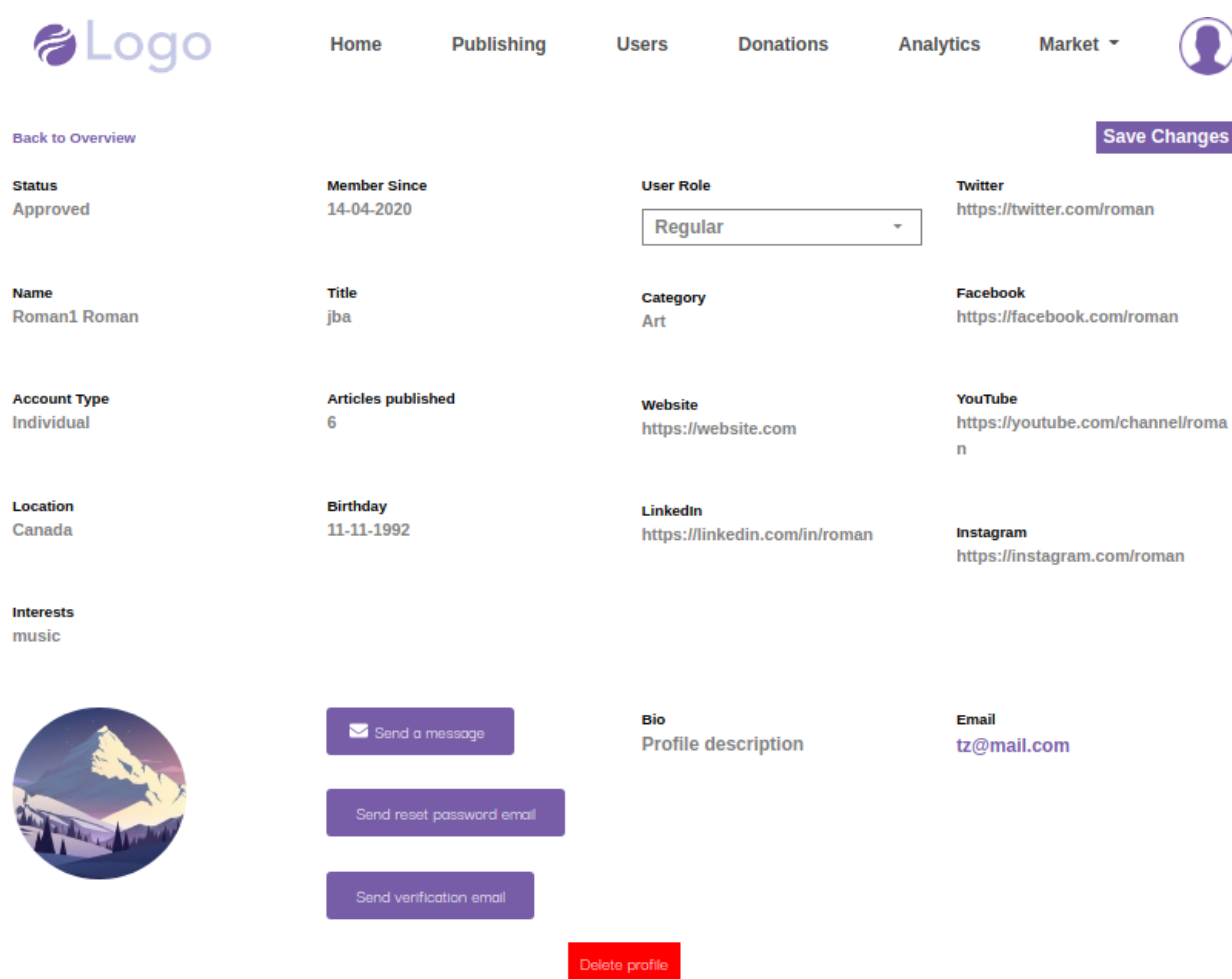 Logo
Home Publishing Users Donations Analytics Market
Back to Overview
Save Changes
Status
Approved
Member Since
14-04-2020
User Role
Regular
Twitter
https://twitter.com/roman
Name
Roman1 Roman
Title
jba
Category
Art
Facebook
https://facebook.com/roman
Account Type
Individual
Articles published
6
Website
https://website.com
YouTube
https://youtube.com/channel/roma
n
Location
Canada
Birthday
11-11-1992
LinkedIn
https://linkedin.com/in/roman
Instagram
https://instagram.com/roman
Interests
music
Send a message
Send reset password email
Send verification email
Bio
Profile description
Email
tz@mail.com
Delete profile